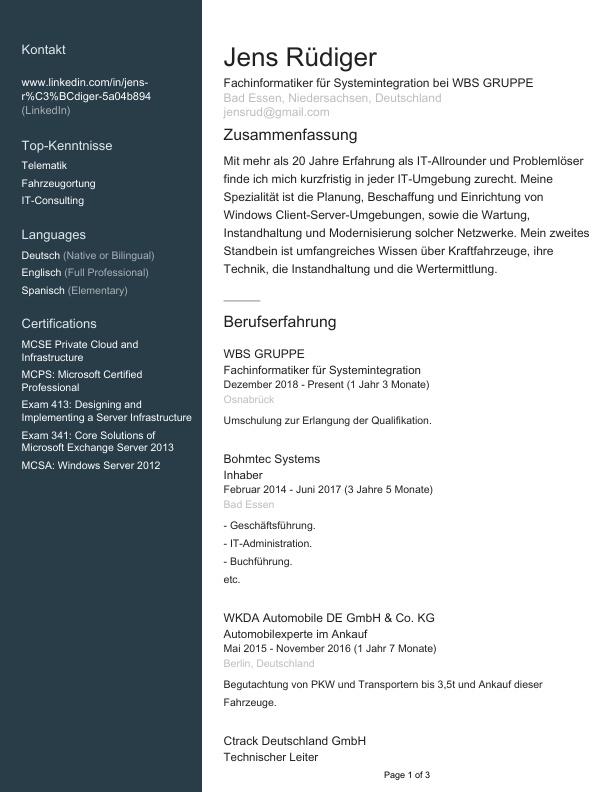 Kontakt
www.linkedin.com/in/jens-
r%C3%BCdiger-5a04b894
(LinkedIn)
Top-Kenntnisse
Telematik
Fahrzeugortung
IT-Consulting
Languages
Deutsch (Native or Bilingual)
Englisch (Full Professional)
Spanisch (Elementary)
Certifications
MCSE Private Cloud and
Infrastructure
MCPS: Microsoft Certified
Professional
Exam 413: Designing and
Implementing a Server Infrastructure
Exam 341: Core Solutions of
Microsoft Exchange Server 2013
MCSA: Windows Server 2012
Jens Rüdiger
Fachinformatiker für Systemintegration bei WBS GRUPPE
Bad Essen, Niedersachsen, Deutschland
jensrud@gmail.com
Zusammenfassung
Mit mehr als 20 Jahre Erfahrung als IT-Allrounder und Problemlöser
finde ich mich kurzfristig in jeder IT-Umgebung zurecht. Meine
Spezialität ist die Planung, Beschaffung und Einrichtung von
Windows Client-Server-Umgebungen, sowie die Wartung,
Instandhaltung und Modernisierung solcher Netzwerke. Mein zweites
Standbein ist umfangreiches Wissen über Kraftfahrzeuge, ihre
Technik, die Instandhaltung und die Wertermittlung.
Berufserfahrung
WBS GRUPPE
Fachinformatiker für Systemintegration
Dezember 2018 - Present (1 Jahr 3 Monate)
Osnabrück
Umschulung zur Erlangung der Qualifikation.
Bohmtec Systems
Inhaber
Februar 2014 - Juni 2017 (3 Jahre 5 Monate)
Bad Essen
- Geschäftsführung.
- IT-Administration.
- Buchführung.
etc.
WKDA Automobile DE GmbH & Co. KG
Automobilexperte im Ankauf
Mai 2015 - November 2016 (1 Jahr 7 Monate)
Berlin, Deutschland
Begutachtung von PKW und Transportern bis 3,5t und Ankauf dieser
Fahrzeuge.
Ctrack Deutschland GmbH
Technischer Leiter
Page 1 of 3